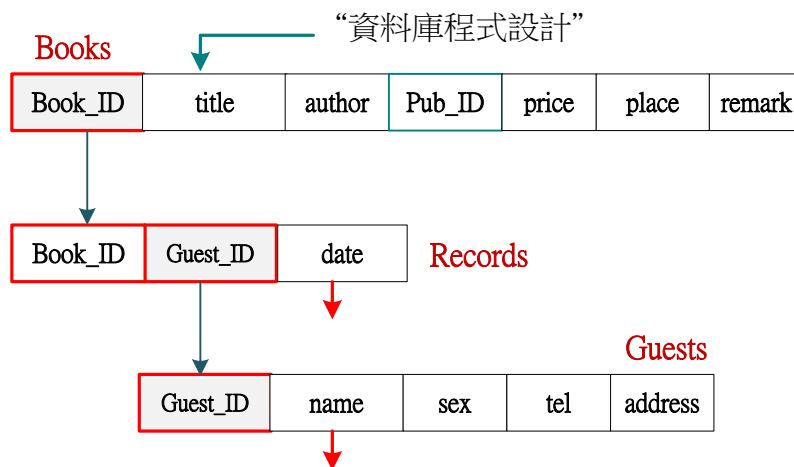 “資料庫程式設計”
Books
Book_ID title author Pub_ID price place remark
Book_ID Guest_ID date Records
Guests
Guest_ID name sex tel address